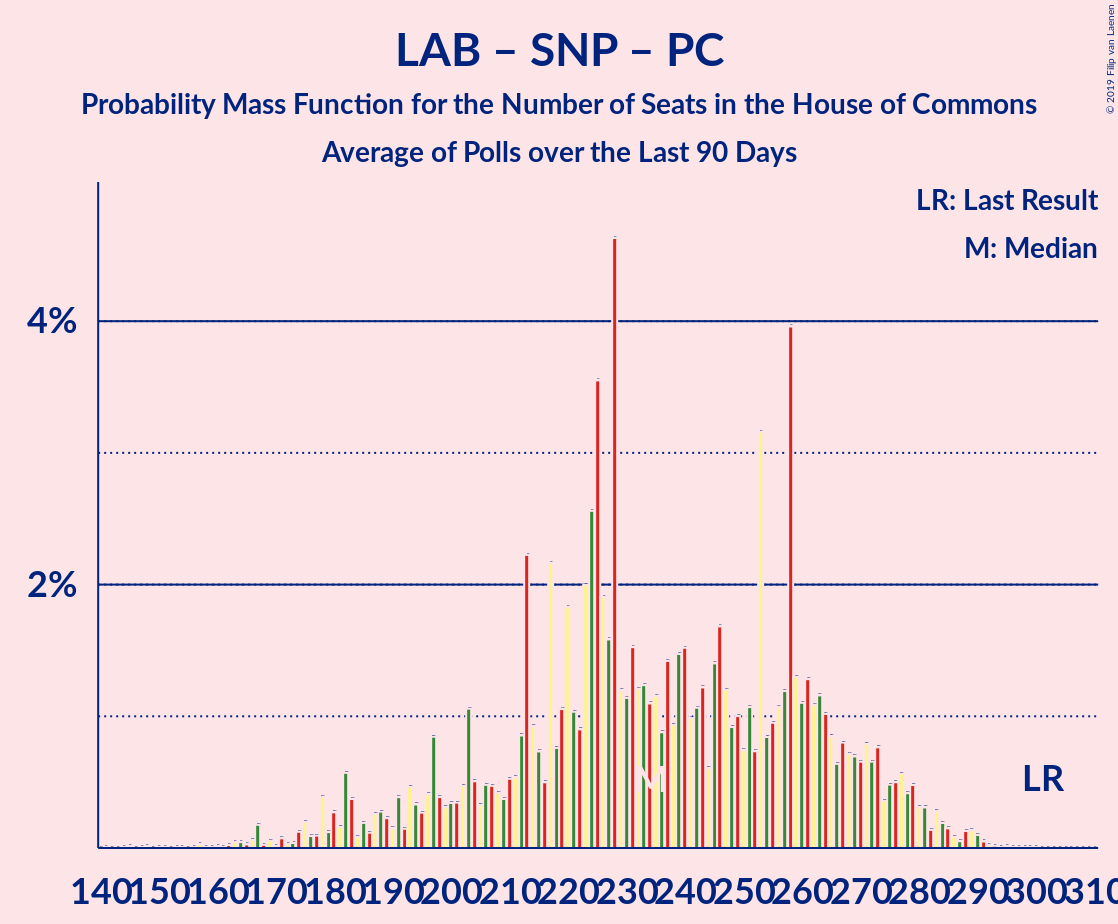 LAB – SNP – PC
Probability Mass Function for the Number of Seats in the House of Commons
Average of Polls over the Last 90 Days
© 2019 Filip van Laenen
LR: Last Result
M: Median
4%
2%
M
LR
140 150 160 170 180 190 200 210 220 230 240 250 260 270 280 290 300 310